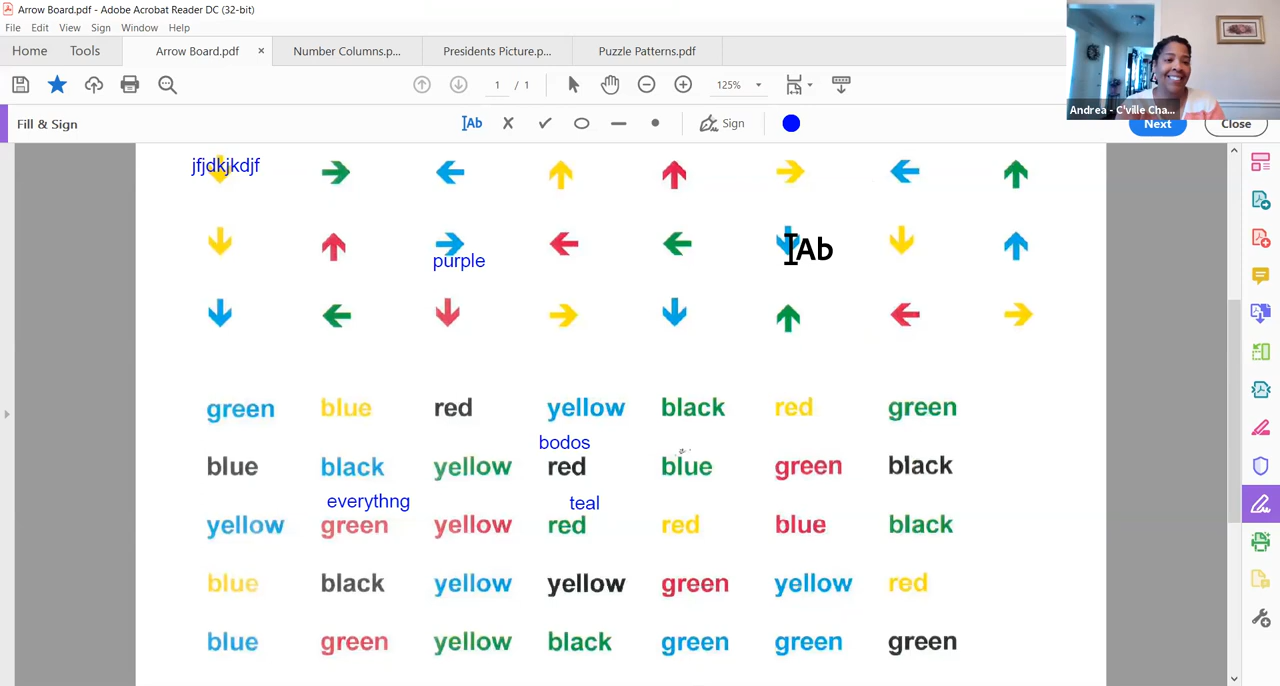 Arrow Board.pdf - Adobe Acrobat Reader DC (32-bit)
File Edit View Sign Window Help
Home Tools Arrow Board.pdf × Number Columns.p... Presidents Picture.p... Puzzle Patterns.pdf
1 / 1 125%
Andrea - C'ville Cha...
Fill & Sign Ab Sign Next Close
jfjdkjkdjf
Ab
purple
green blue red yellow black red green
bodos
blue black yellow red blue green black
everythng teal
yellow green yellow red red blue black
blue black yellow yellow green yellow red
blue green yellow black green green green